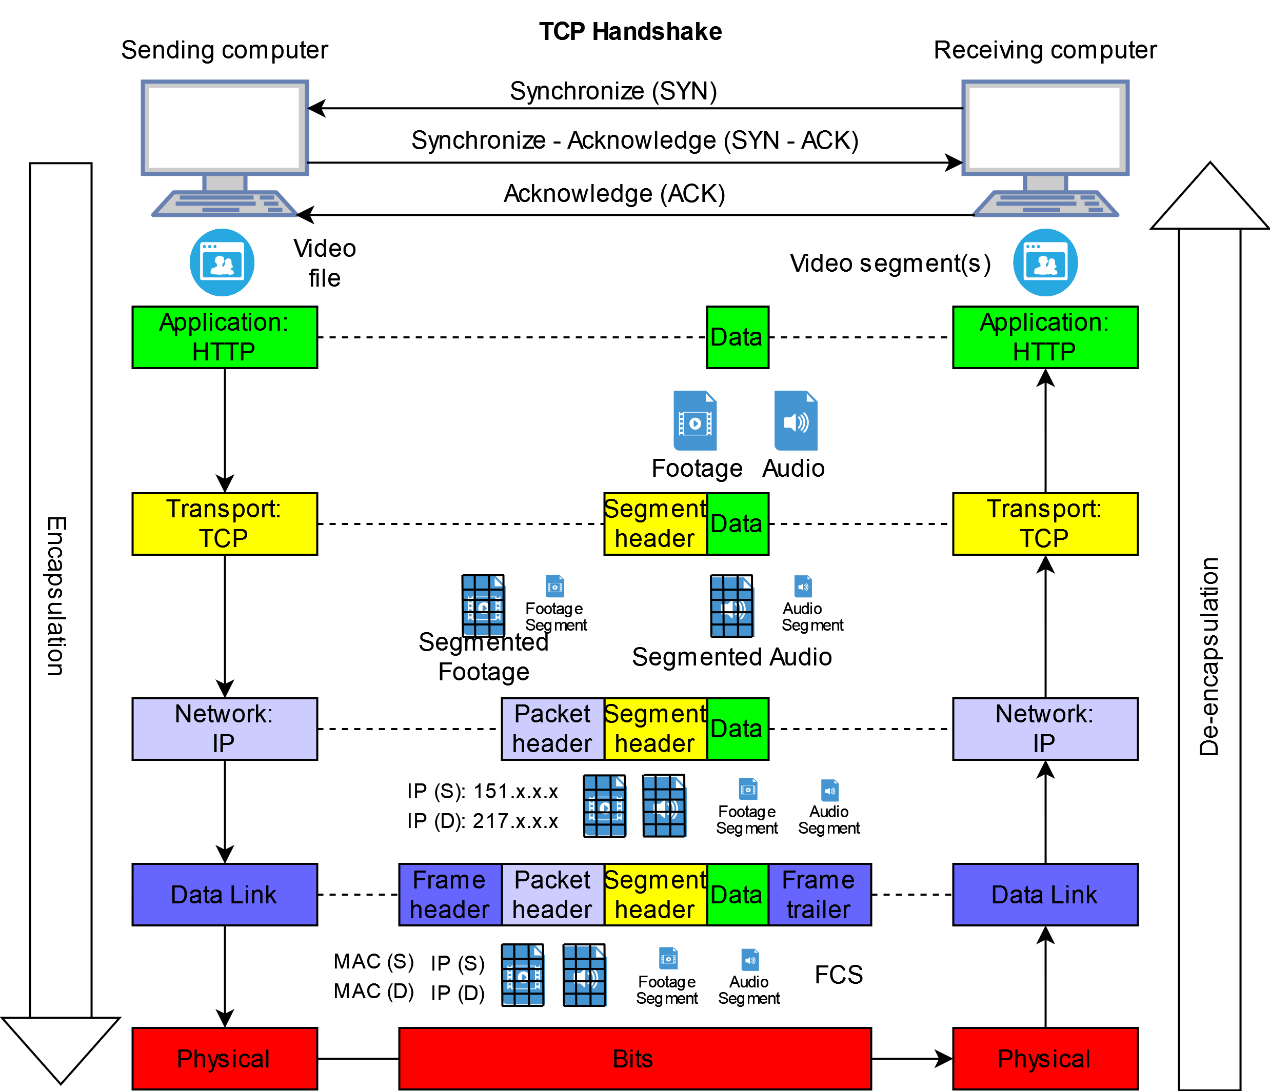 TCP Handshake
Sending computer
Receiving computer
Synchronize (SYN)
Synchronize - Acknowledge (SYN - ACK)
Acknowledge (ACK)
Video
file
Video segment(s)
Application:
HTTP
Data
Application:
HTTP
Footage
Audio
Transport:
TCP
Segment
header
Data
Transport:
TCP
Encapsulation
De-encapsulation
Footage
Segment
Segmented
Footage
Audio
Segment
Segmented Audio
Network:
IP
Packet
header
Segment
header
Data
Network:
IP
IP (S): 151.x.x.x
IP (D): 217.x.x.x
Footage
Segment
Audio
Segment
Data Link
Frame
header
Packet
header
Segment
header
Data
Frame
trailer
Data Link
MAC (S)
MAC (D)
IP (S)
IP (D)
Footage
Segment
Audio
Segment
FCS
Physical
Bits
Physical